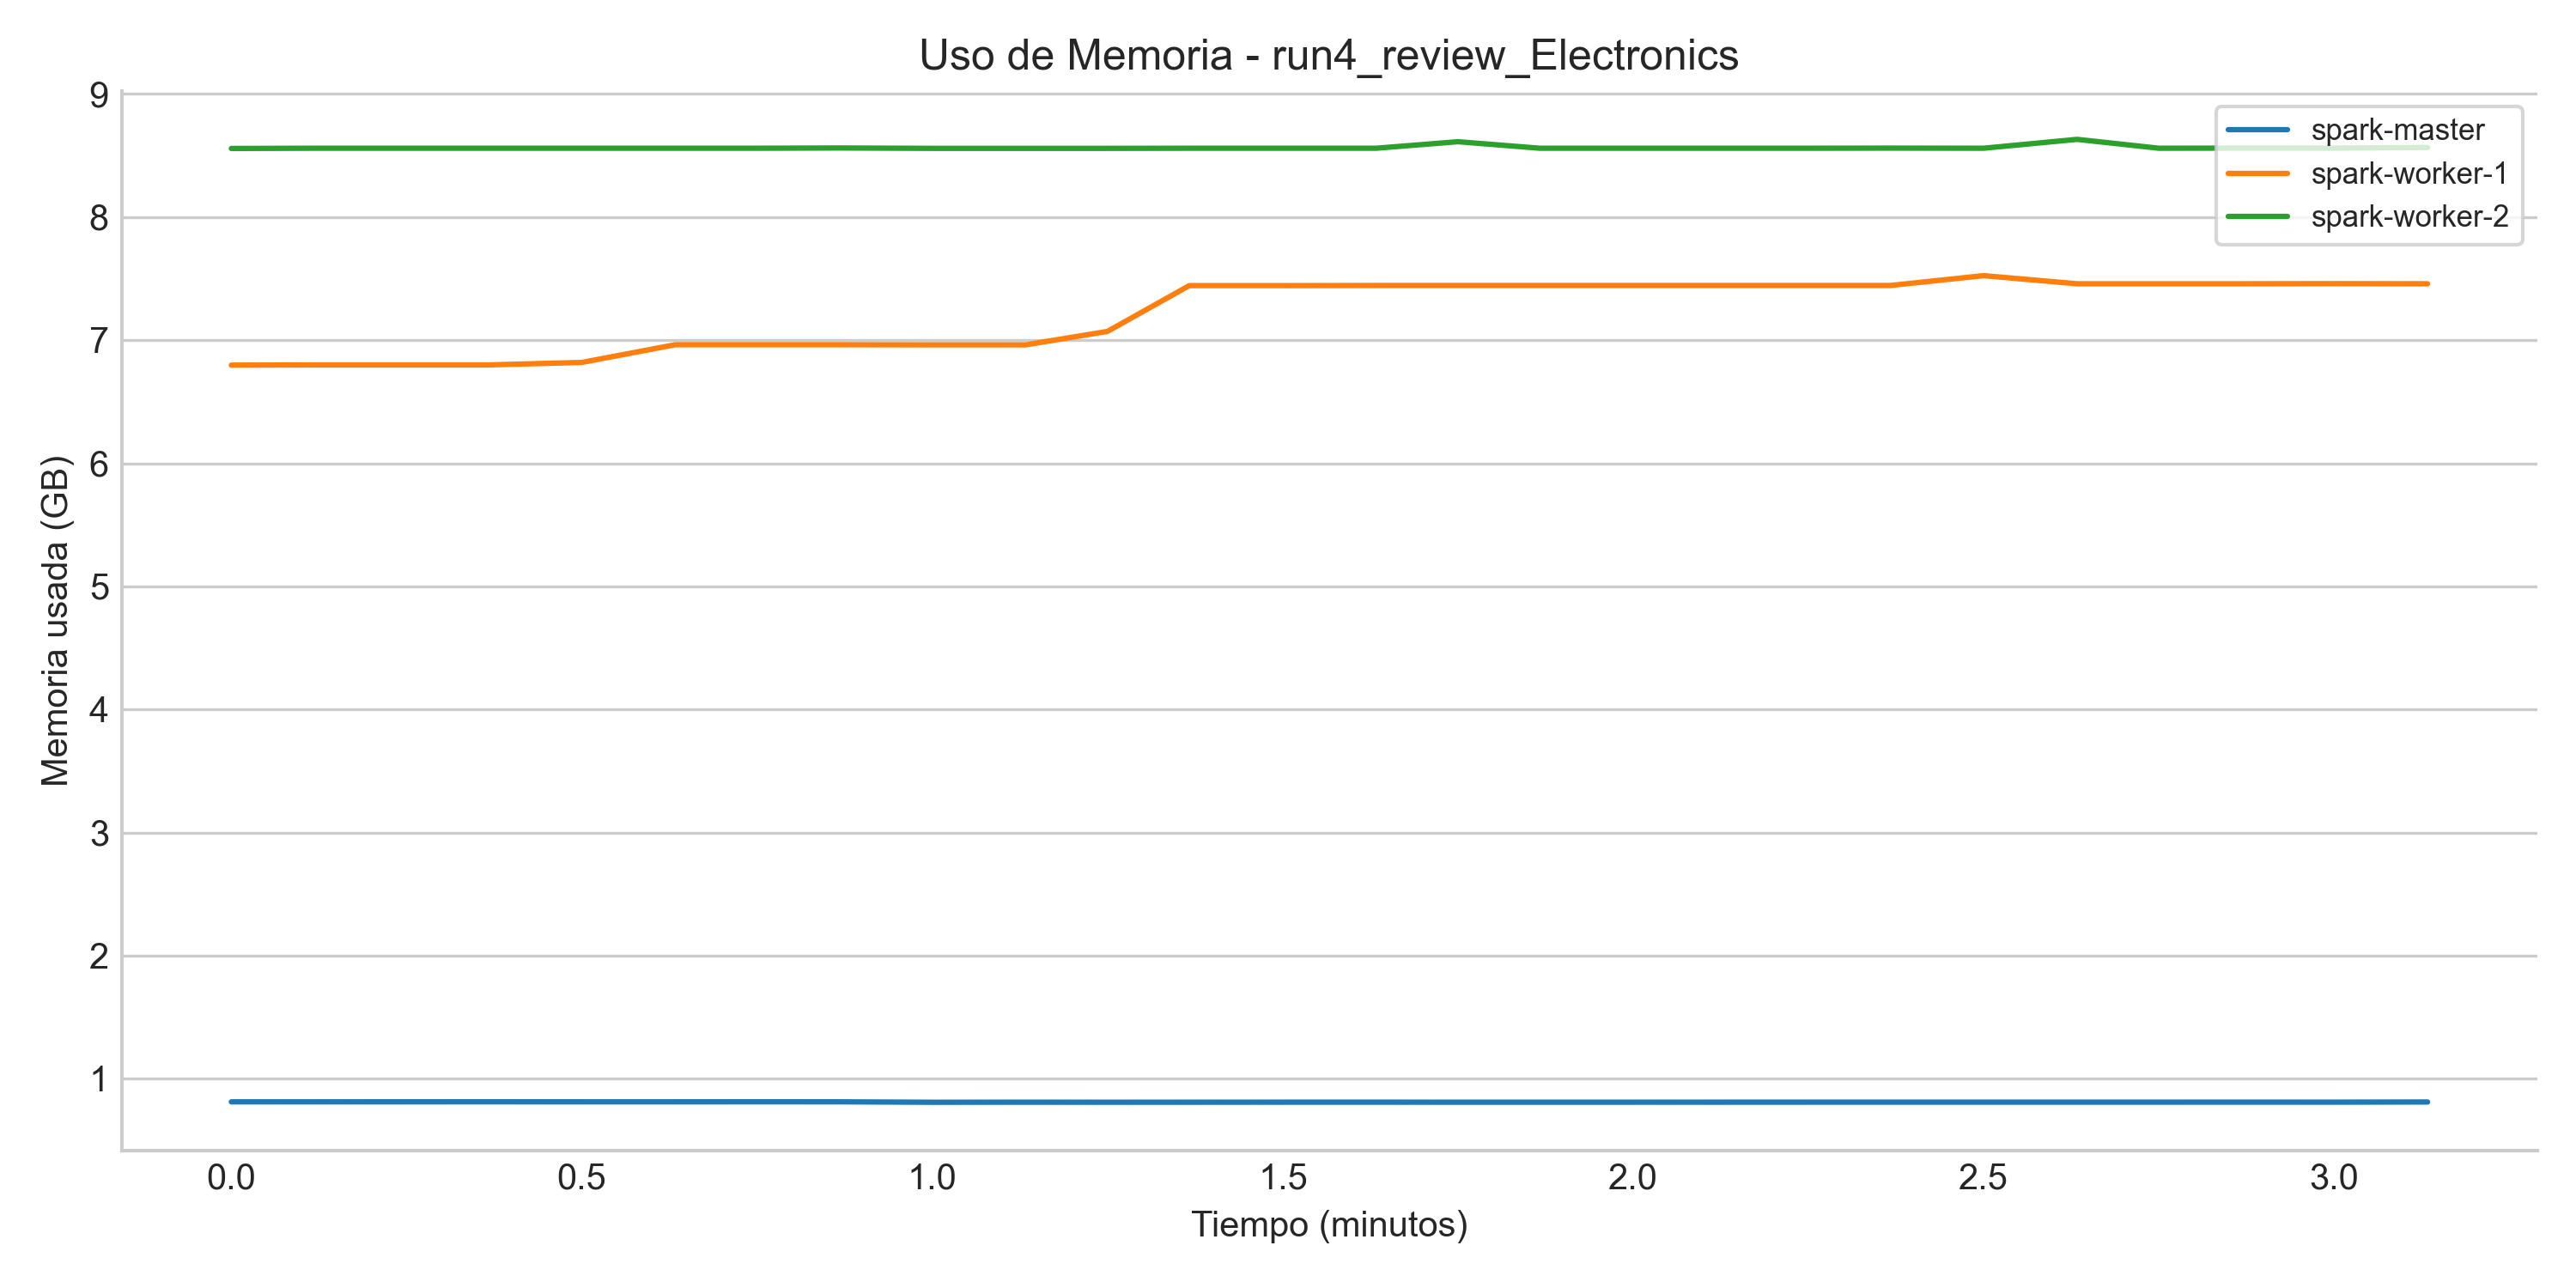 Uso de Memoria - run4_review_Electronics
9
8
7
6
5
4
3
2
1
Memoria usada (GB)
spark-master
spark-worker-1
spark-worker-2
0.0 0.5 1.0 1.5 2.0 2.5 3.0
Tiempo (minutos)